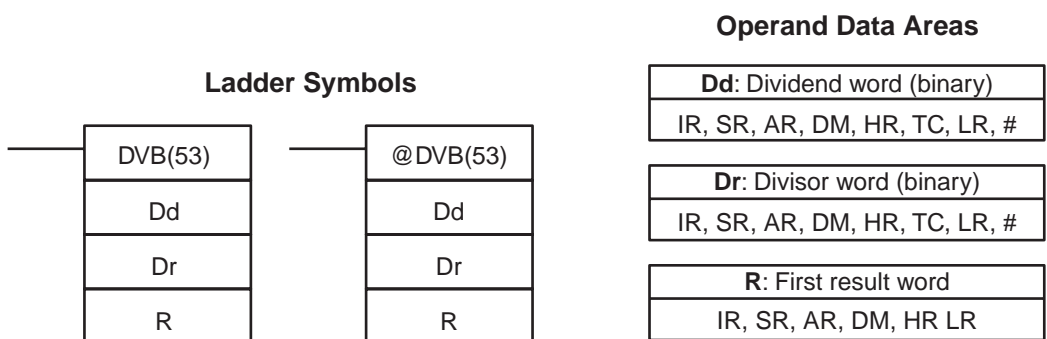 Operand Data Areas
Ladder Symbols
DVB(53)
Dd
Dr
R
@DVB(53)
Dd
Dr
R
Dd: Dividend word (binary)
IR, SR, AR, DM, HR, TC, LR, #
Dr: Divisor word (binary)
IR, SR, AR, DM, HR, TC, LR, #
R: First result word
IR, SR, AR, DM, HR LR